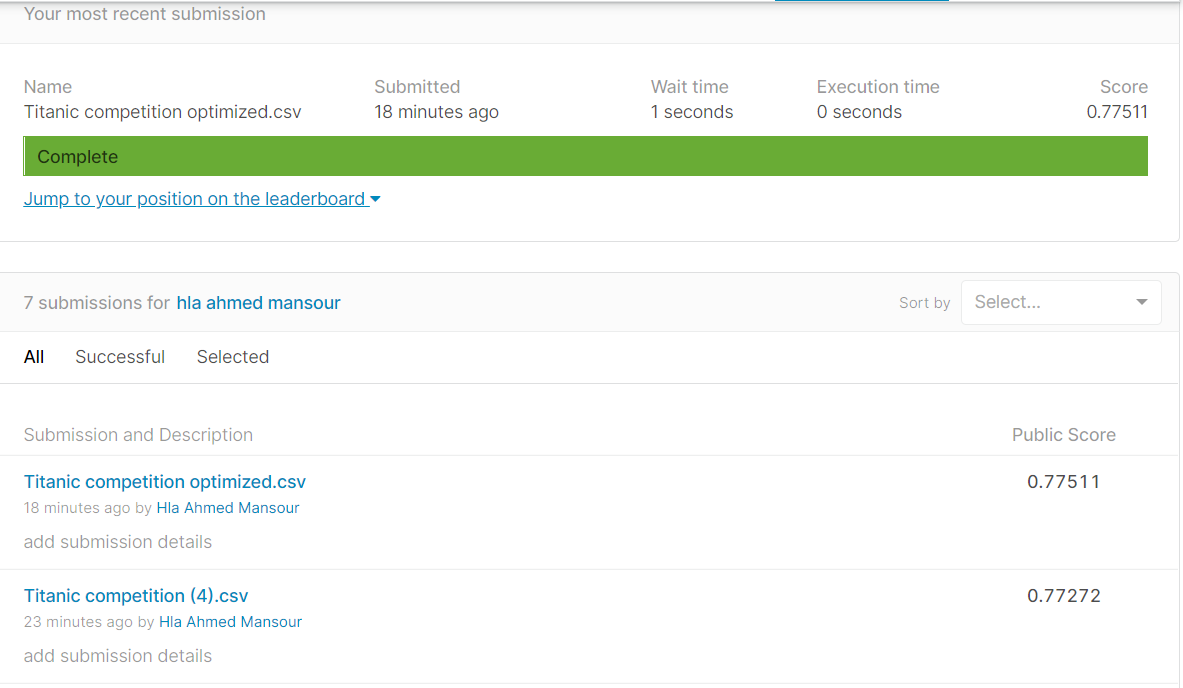 Your most recent submission
Name Submitted Wait time Execution time Score
Titanic competition optimized.csv 18 minutes ago 1 seconds 0 seconds 0.77511
Complete
Jump to your position on the leaderboard
7 submissions for hla ahmed mansour Sort by Select...
All Successful Selected
Submission and Description Public Score
Titanic competition optimized.csv 0.77511
18 minutes ago by Hla Ahmed Mansour
add submission details
Titanic competition (4).csv 0.77272
23 minutes ago by Hla Ahmed Mansour
add submission details